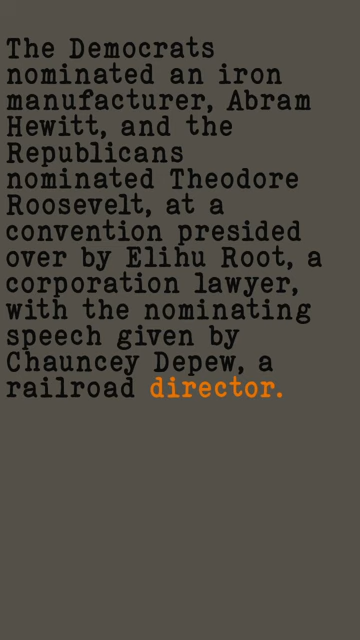 The Democrats
nominated an iron
manufacturer, Abram
Hewitt, and the
Republicans
nominated Theodore
Roosevelt, at a
convention presided
over by Elihu Root, a
corporation lawyer,
with the nominating
speech given by
Chauncey Depew, a
railroad director.